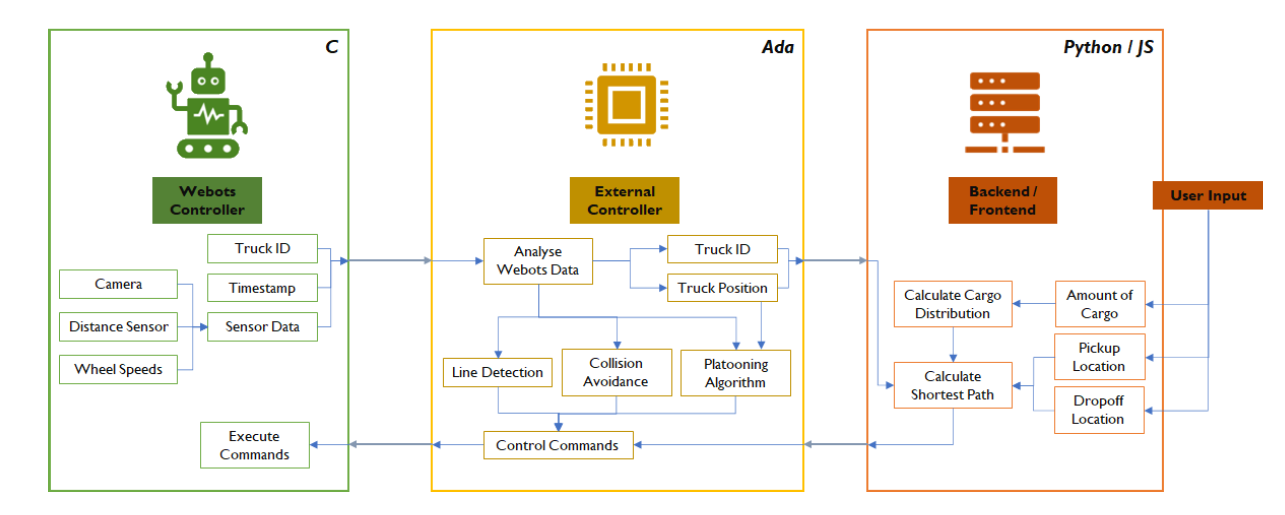 C
Ada
Python / JS
Webots
Controller
External
Controller
Backend /
Frontend
User Input
Truck ID
Timestamp
Sensor Data
Camera
Distance Sensor
Wheel Speeds
Execute
Commands
Analyse
Webots Data
Truck ID
Truck Position
Line Detection
Collision
Avoidance
Platooning
Algorithm
Control Commands
Calculate Cargo
Distribution
Amount of
Cargo
Calculate
Shortest Path
Pickup
Location
Dropoff
Location